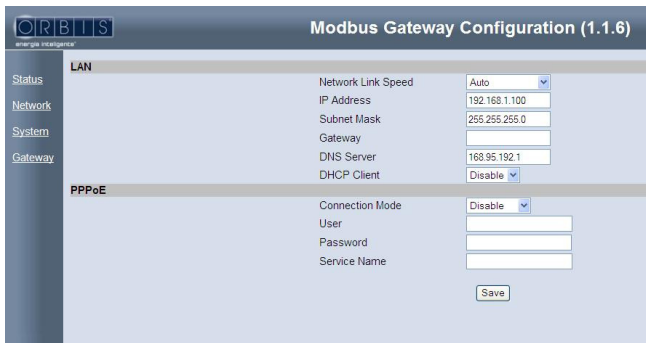 ORBIS
energía inteligente
Modbus Gateway Configuration (1.1.6)
Status
Network
System
Gateway
LAN
Network Link Speed Auto
IP Address 192.168.1.100
Subnet Mask 255.255.255.0
Gateway
DNS Server 168.95.192.1
DHCP Client Disable
PPPoE
Connection Mode Disable
User
Password
Service Name
Save